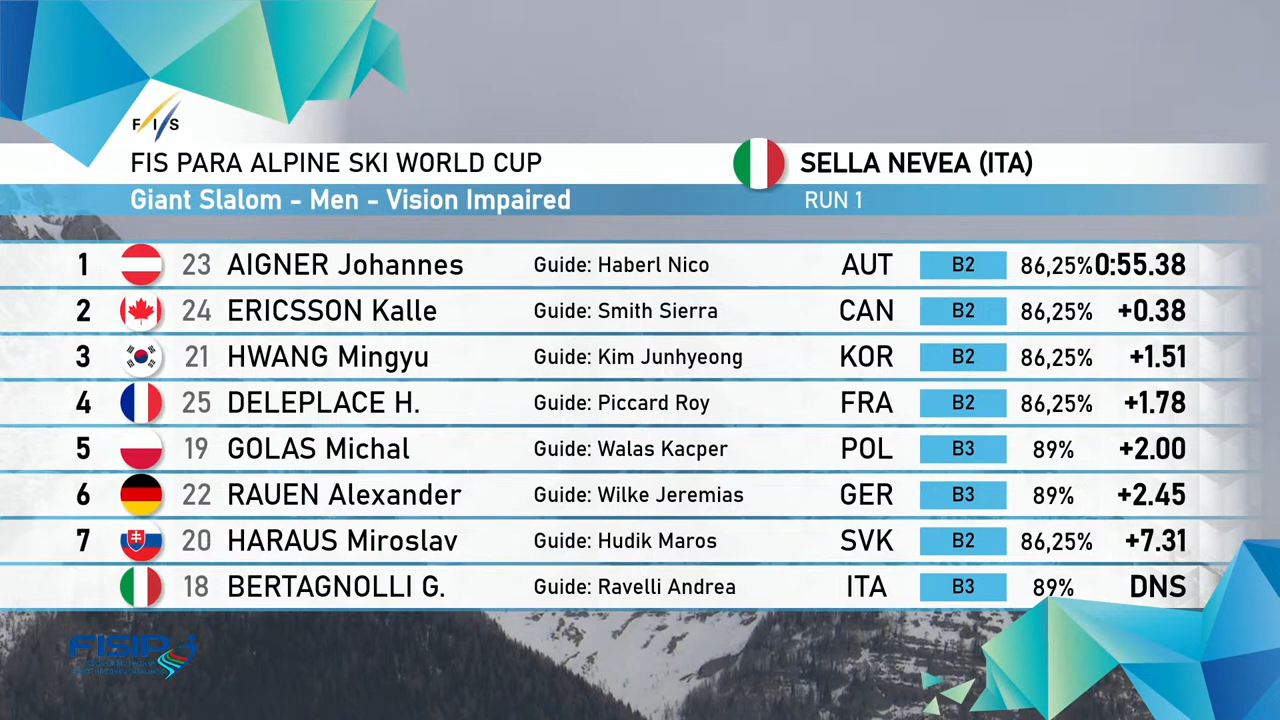 FIS
FIS PARA ALPINE SKI WORLD CUP SELLA NEVEA (ITA)
Giant Slalom - Men - Vision Impaired RUN 1
1 23 AIGNER Johannes Guide: Haberl Nico AUT B2 86,25% 0:55.38
2 24 ERICSSON Kalle Guide: Smith Sierra CAN B2 86,25% +0.38
3 21 HWANG Mingyu Guide: Kim Junhyeong KOR B2 86,25% +1.51
4 25 DELEPLACE H. Guide: Piccard Roy FRA B2 86,25% +1.78
5 19 GOLAS Michal Guide: Walas Kacper POL B3 89% +2.00
6 22 RAUEN Alexander Guide: Wilke Jeremias GER B3 89% +2.45
7 20 HARAUS Miroslav Guide: Hudik Maros SVK B2 86,25% +7.31
18 BERTAGNOLLI G. Guide: Ravelli Andrea ITA B3 89% DNS
FISIP